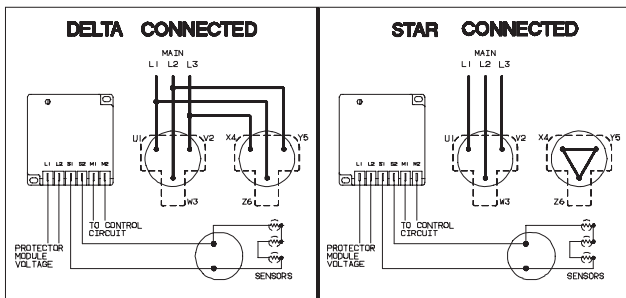 DELTA CONNECTED
MAIN
L1 L2 L3
U1 V2 X4 Y5
W3 Z6
L1 L2 S1 S2 M1 M2
TO CONTROL
CIRCUIT
PROTECTOR
MODULE
VOLTAGE
SENSORS
STAR CONNECTED
MAIN
L1 L2 L3
U1 V2 X4 Y5
W3 Z6
L1 L2 S1 S2 M1 M2
TO CONTROL
CIRCUIT
PROTECTOR
MODULE
VOLTAGE
SENSORS